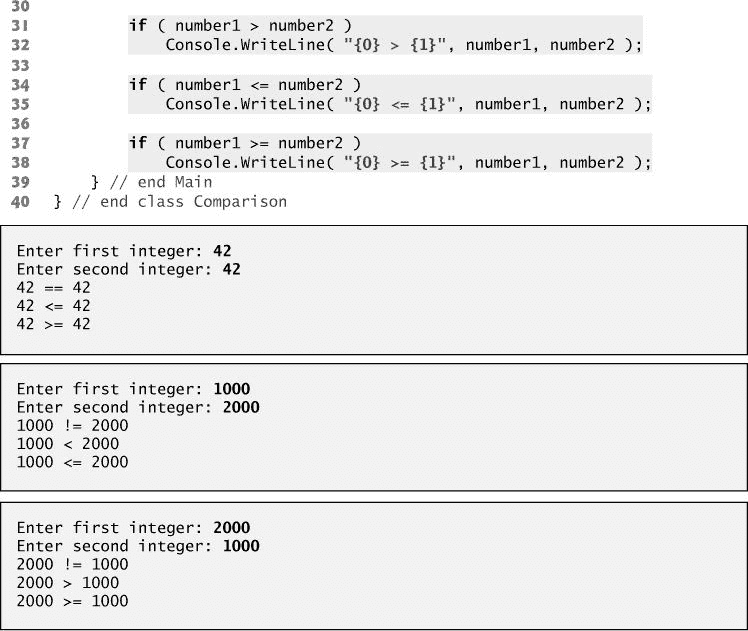 30
31 if ( number1 > number2 )
32 Console.WriteLine( "{0} > {1}", number1, number2 );
33
34 if ( number1 <= number2 )
35 Console.WriteLine( "{0} <= {1}", number1, number2 );
36
37 if ( number1 >= number2 )
38 Console.WriteLine( "{0} >= {1}", number1, number2 );
39 } // end Main
40 } // end class Comparison
Enter first integer: 42
Enter second integer: 42
42 == 42
42 <= 42
42 >= 42
Enter first integer: 1000
Enter second integer: 2000
1000 != 2000
1000 < 2000
1000 <= 2000
Enter first integer: 2000
Enter second integer: 1000
2000 != 1000
2000 > 1000
2000 >= 1000